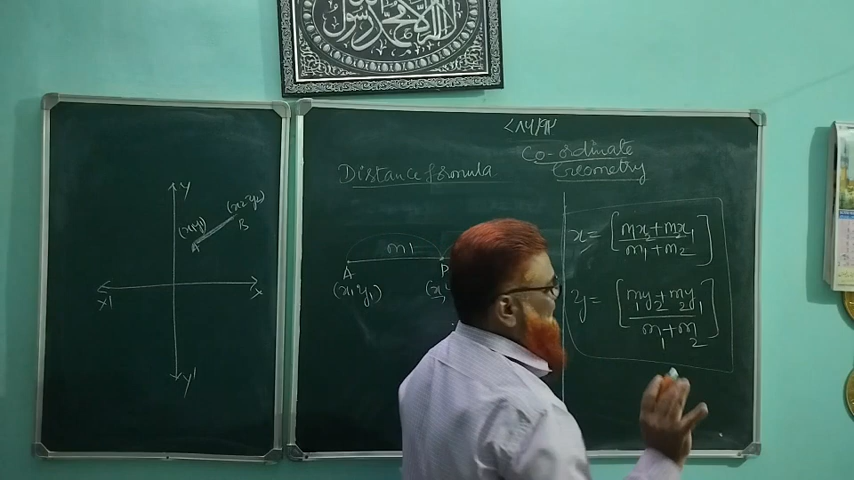 Co-ordinate
Geometry
Distance formula
Y
(x2 y2)
B
A
X
X1
Y1
m1
A
P
(x1 y1)
x = [m1x2+m2x1 / m1+m2]
y = [m1y2+m2y1 / m1+m2]